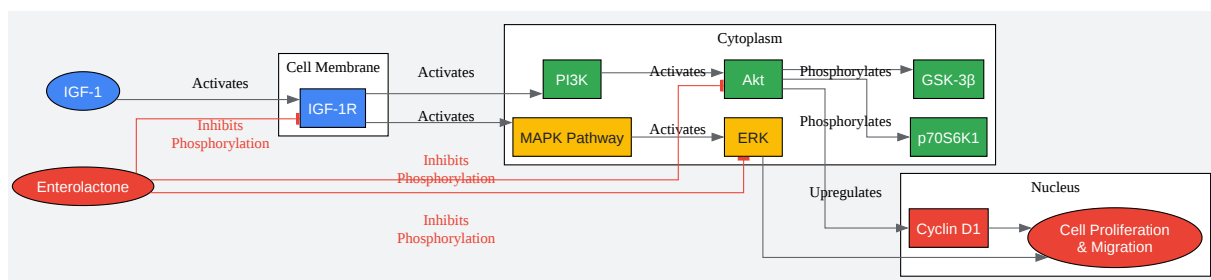 Cytoplasm
Cell Membrane
IGF-1
Activates
IGF-1R
Activates
Activates
PI3K
Activates
Akt
Phosphorylates
GSK-3β
Inhibits
Phosphorylation
MAPK Pathway
Activates
ERK
Phosphorylates
p70S6K1
Enterolactone
Inhibits
Phosphorylation
Inhibits
Phosphorylation
Upregulates
Nucleus
Cyclin D1
Cell Proliferation
& Migration